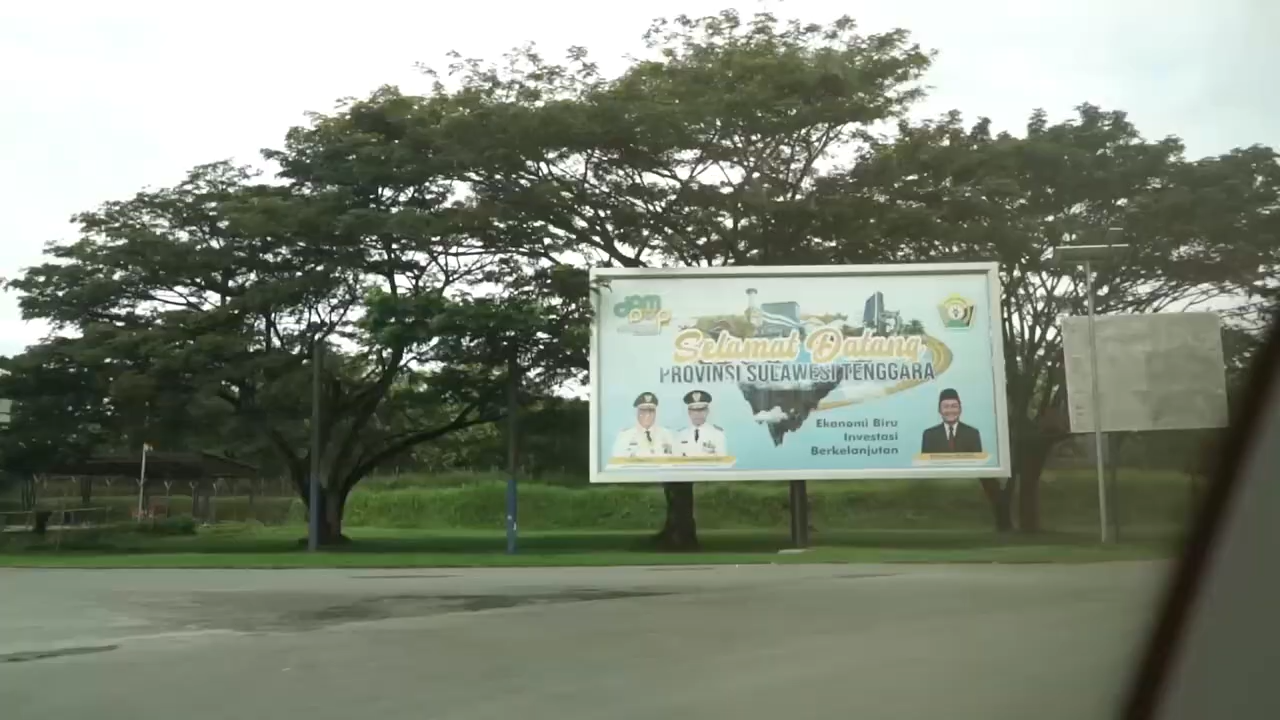 Selamat Datang
PROVINSI SULAWESI TENGGARA
Ekonomi Biru
Investasi
Berkelanjutan